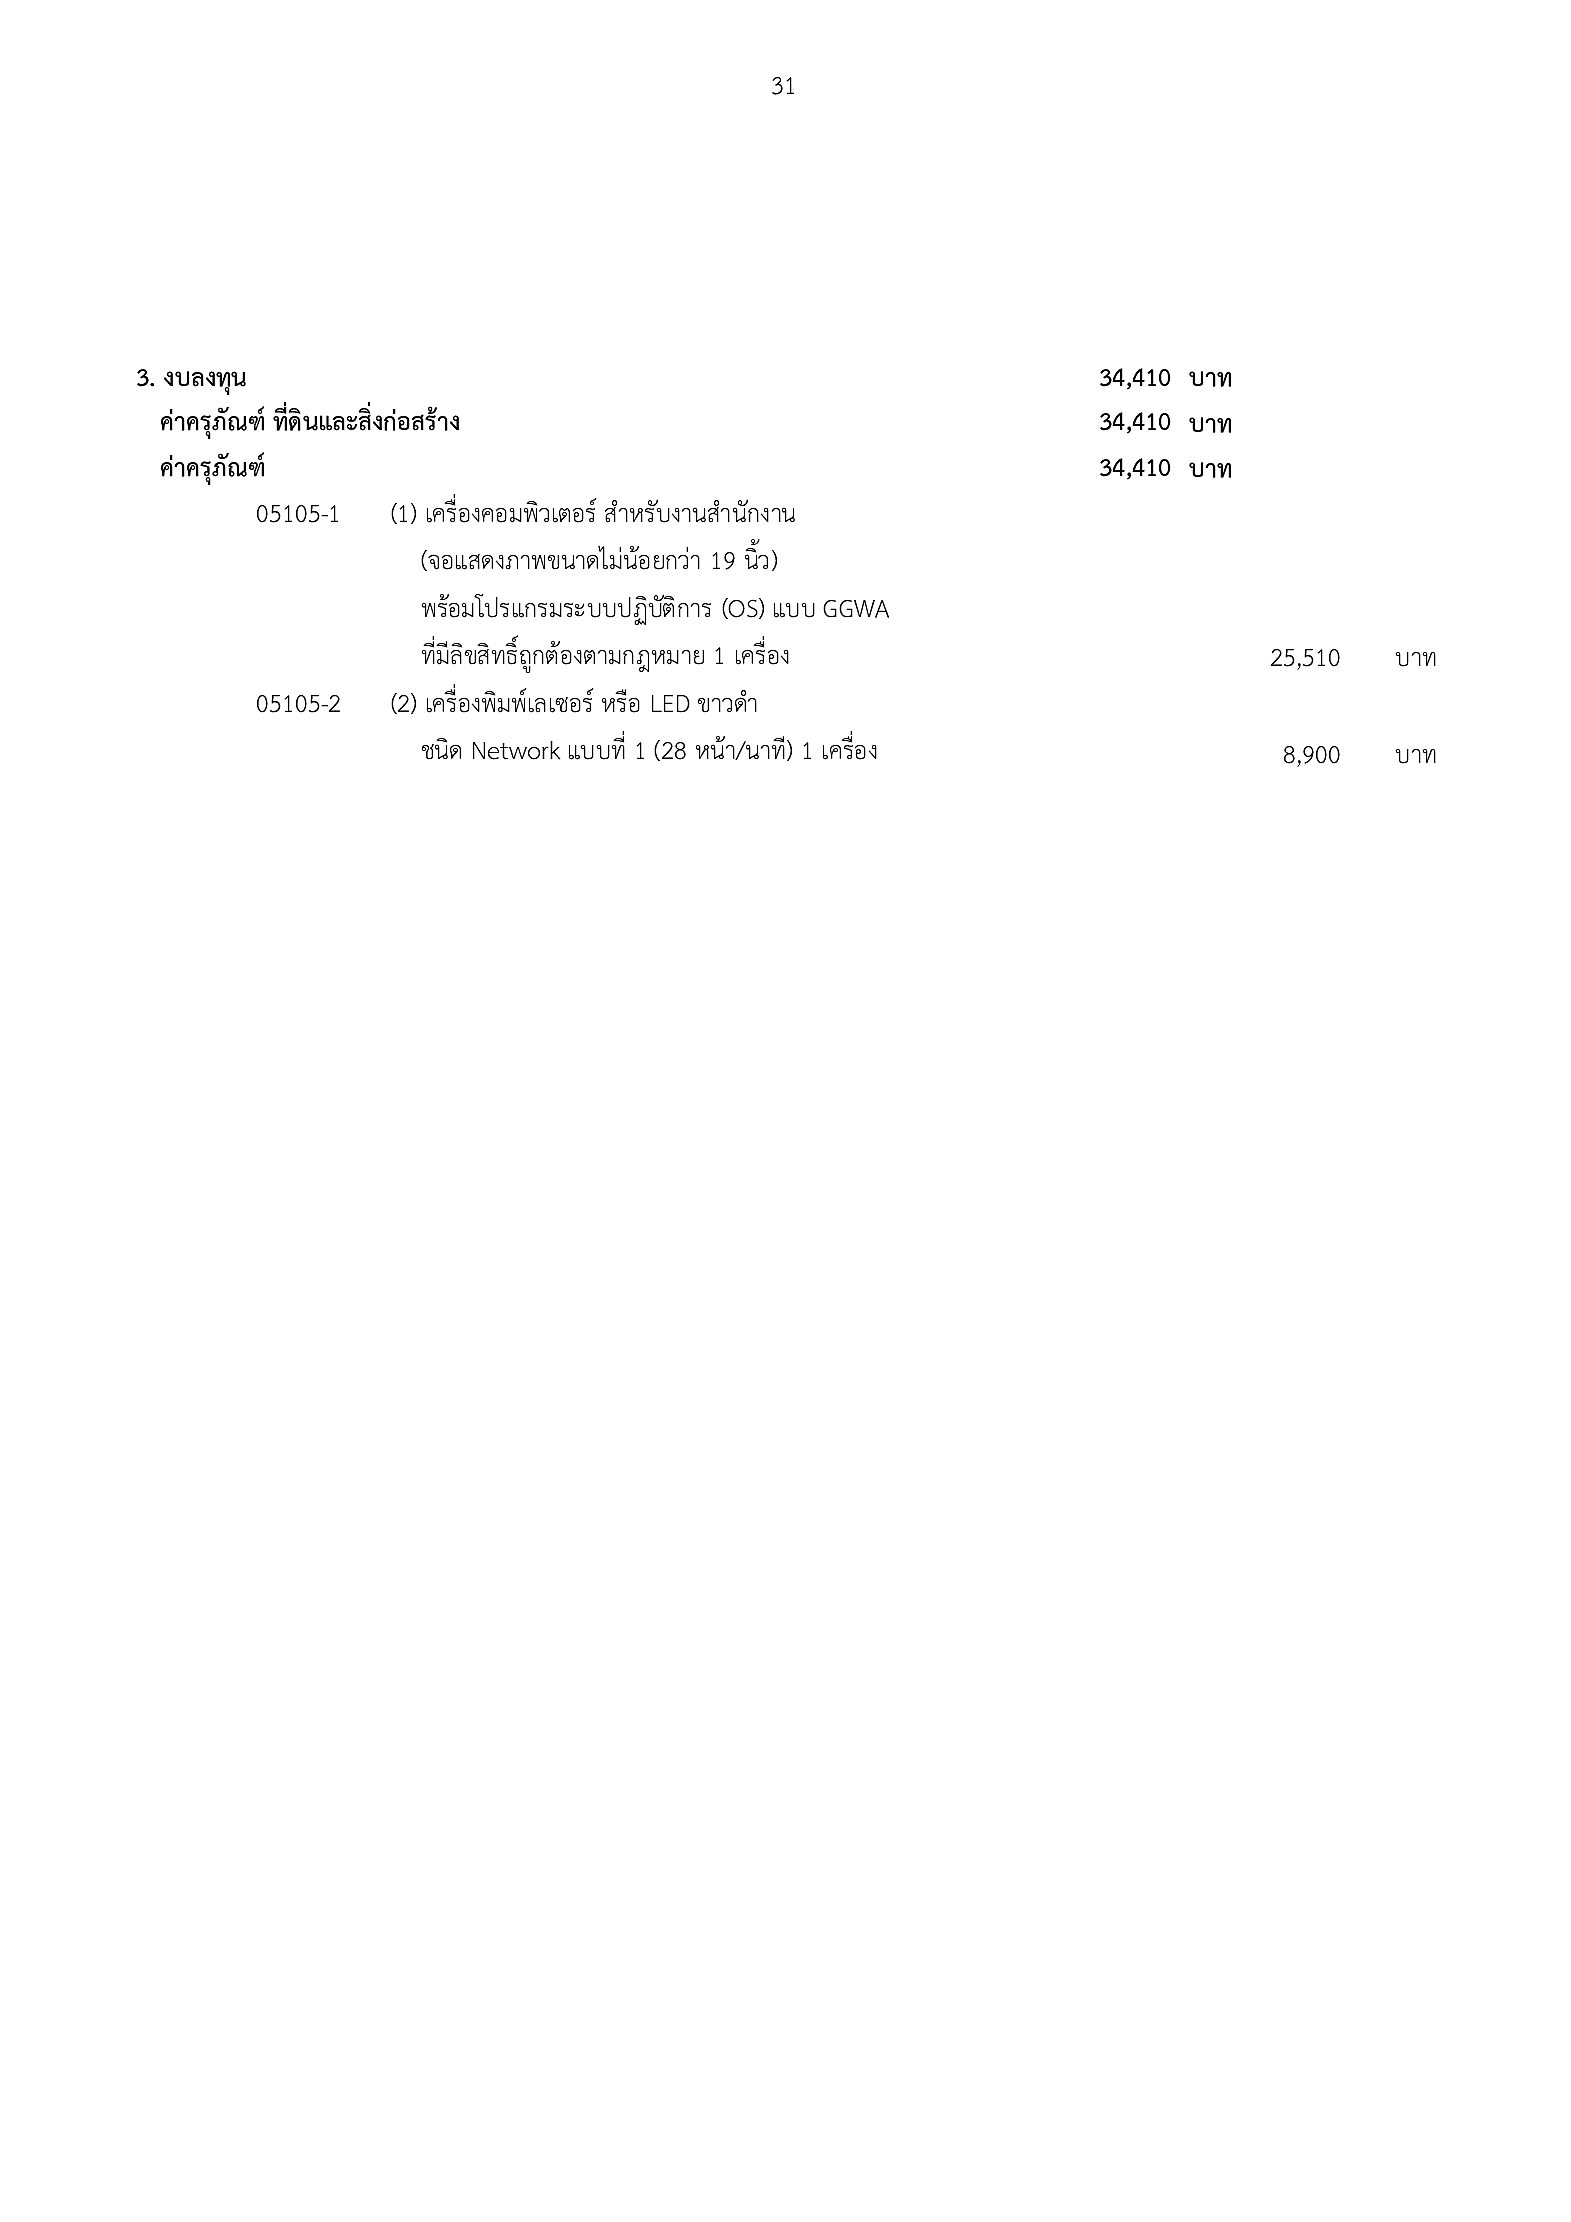 31
3. งบลงทุน 34,410 บาท
ค่าครุภัณฑ์ ที่ดินและสิ่งก่อสร้าง 34,410 บาท
ค่าครุภัณฑ์ 34,410 บาท
05105-1 (1) เครื่องคอมพิวเตอร์ สำหรับงานสำนักงาน
(จอแสดงภาพขนาดไม่น้อยกว่า 19 นิ้ว)
พร้อมโปรแกรมระบบปฏิบัติการ (OS) แบบ GGWA
ที่มีลิขสิทธิ์ถูกต้องตามกฎหมาย 1 เครื่อง 25,510 บาท
05105-2 (2) เครื่องพิมพ์เลเซอร์ หรือ LED ขาวดำ
ชนิด Network แบบที่ 1 (28 หน้า/นาที) 1 เครื่อง 8,900 บาท